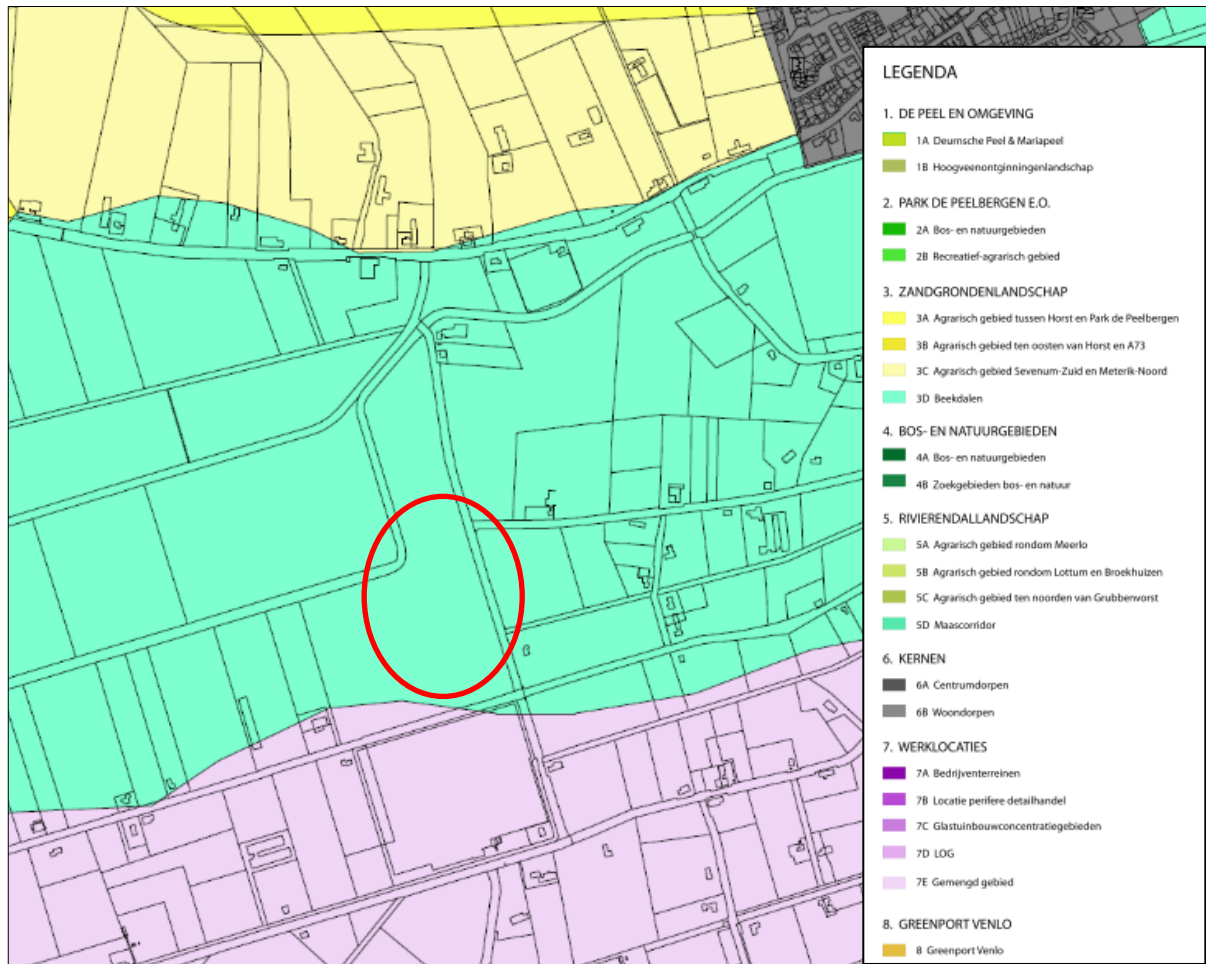 LEGENDA
1. DE PEEL EN OMGEVING
1A Deurnsche Peel & Mariapeel
1B Hoogveenontginningenlandschap
2. PARK DE PEELBERGEN E.O.
2A Bos- en natuurgebieden
2B Recreatief-agrarisch gebied
3. ZANDGRONDENLANDSCHAP
3A Agrarisch gebied tussen Horst en Park de Peelbergen
3B Agrarisch gebied ten oosten van Horst en A73
3C Agrarisch gebied Sevenum-Zuid en Meterik-Noord
3D Beekdalen
4. BOS- EN NATUURGEBIEDEN
4A Bos- en natuurgebieden
4B Zoekgebieden bos- en natuur
5. RIVIERENDALLANDSCHAP
5A Agrarisch gebied rondom Meerlo
5B Agrarisch gebied rondom Lottum en Broekhuizen
5C Agrarisch gebied ten noorden van Grubbenvorst
5D Maascorridor
6. KERNEN
6A Centrumdorpen
6B Woondorpen
7. WERKLOCATIES
7A Bedrijventerreinen
7B Locatie perifere detailhandel
7C Glastuinbouwconcentratiegebieden
7D LOG
7E Gemengd gebied
8. GREENPORT VENLO
8 Greenport Venlo